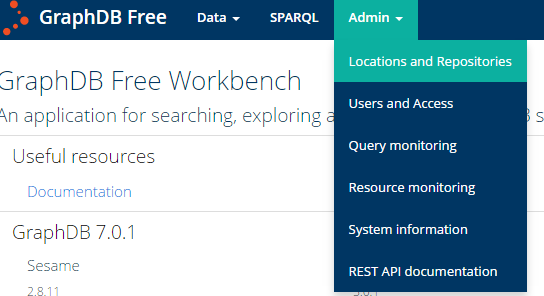 GraphDB Free
Data
SPARQL
Admin
Locations and Repositories
Users and Access
Query monitoring
Resource monitoring
System information
REST API documentation
GraphDB Free Workbench
An application for searching, exploring
Useful resources
Documentation
GraphDB 7.0.1
Sesame
2.8.11